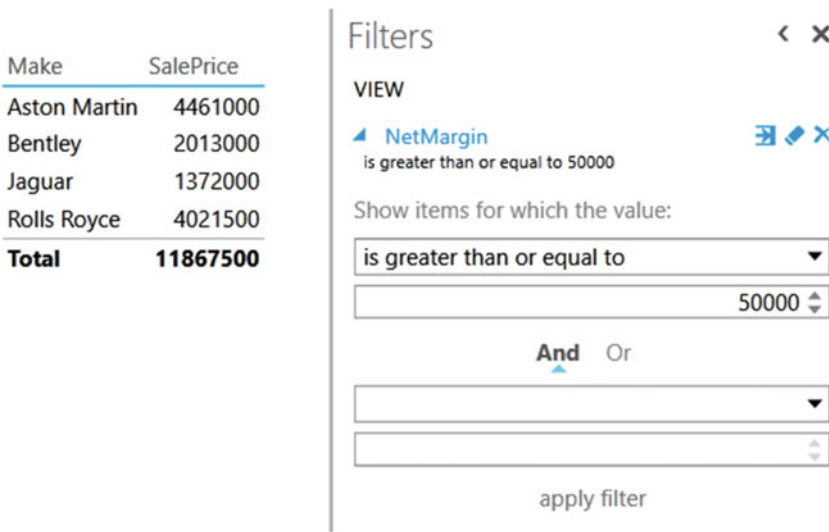 Make SalePrice
Aston Martin 4461000
Bentley 2013000
Jaguar 1372000
Rolls Royce 4021500
Total 11867500
Filters
VIEW
NetMargin
is greater than or equal to 50000
Show items for which the value:
is greater than or equal to
50000
And Or
apply filter